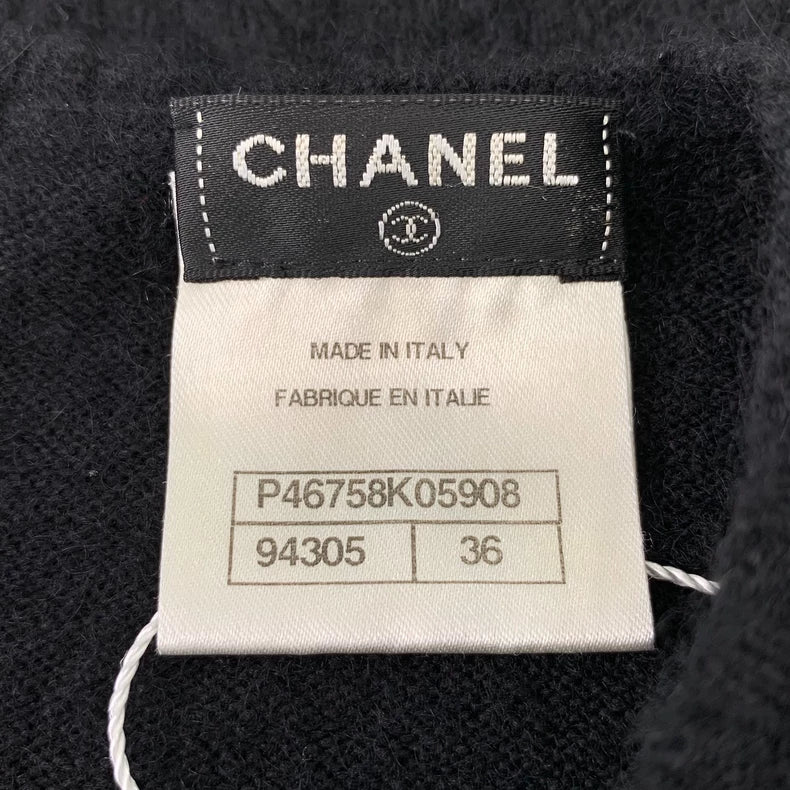 CHANEL
MADE IN ITALY
FABRIQUE EN ITALIE
P46758K05908
94305 36